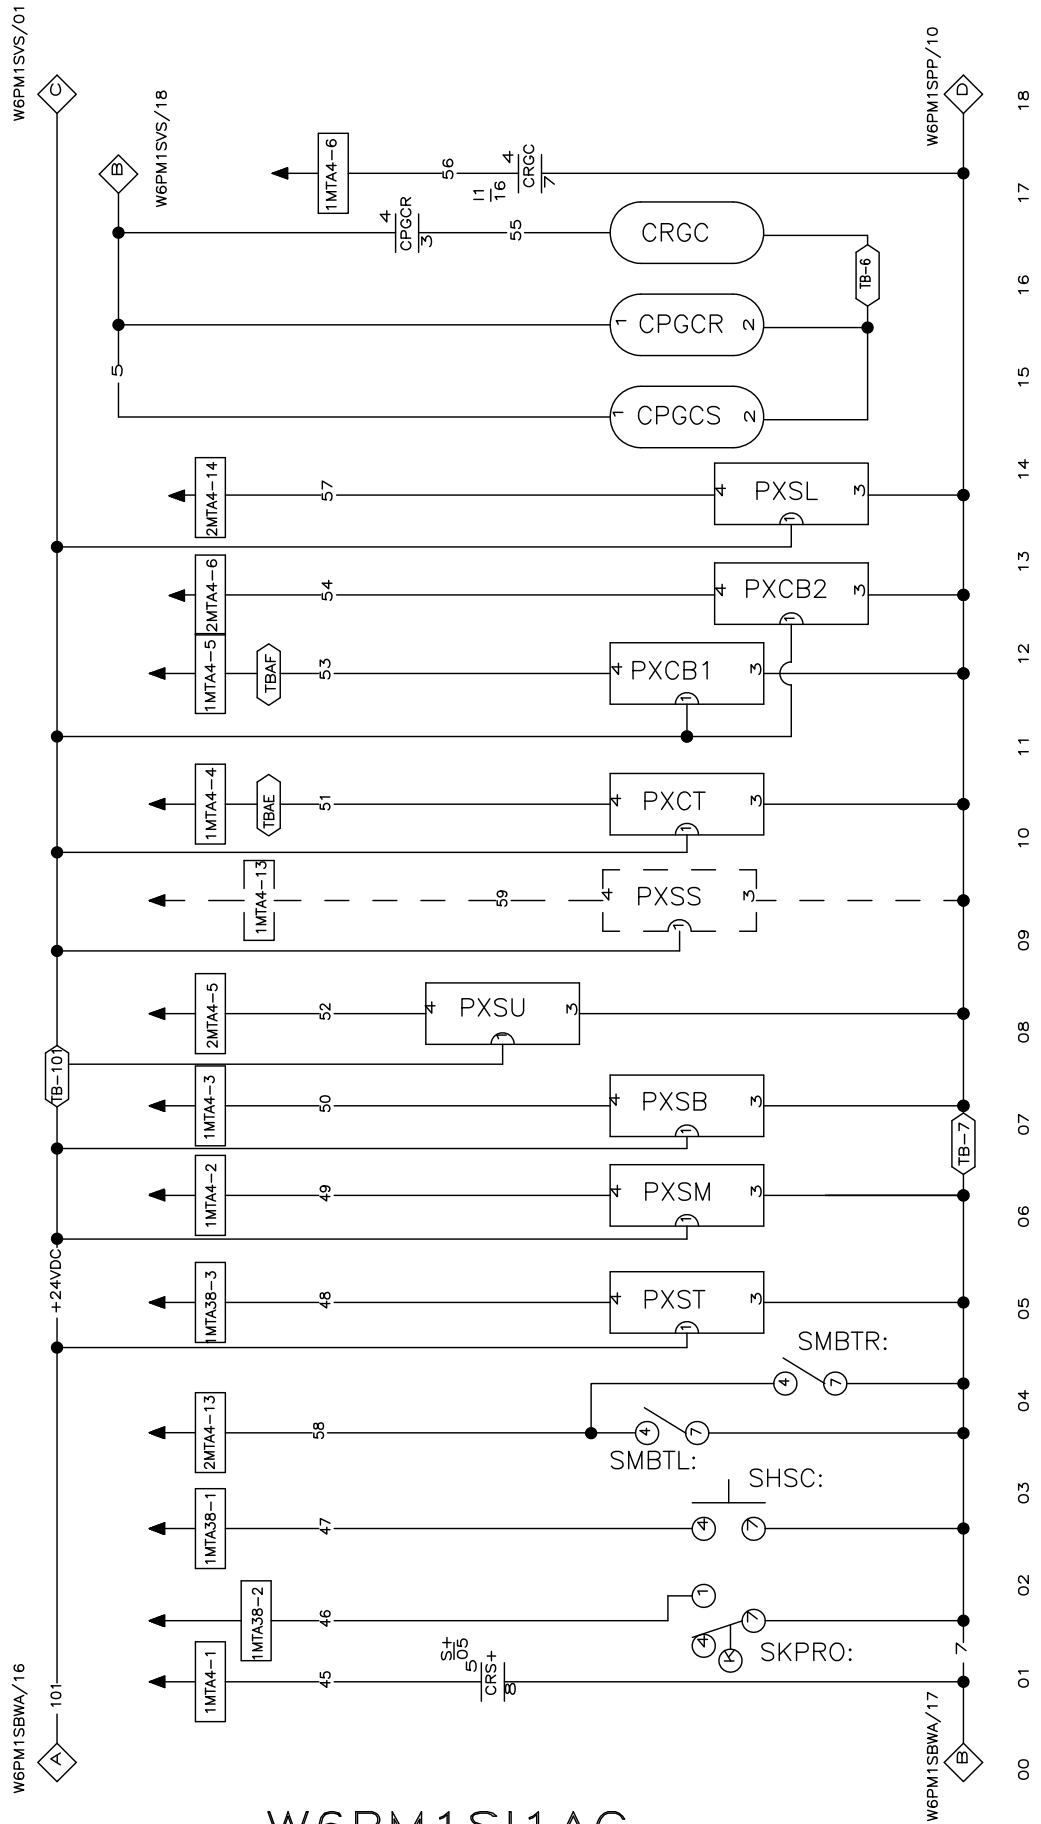 W6PM1SVS/01
C
W6PM1SPP/10
D
18
B
W6PM1SVS/18
1MTA4-6
56
I1
16
4
CRGC
7
17
4
CPGCR
3
55
CRGC
TB-6
16
1
CPGCR
2
5
15
1
CPGCS
2
2MTA4-14
57
4
PXSL
3
1
14
2MTA4-6
54
4
PXCB2
3
1
13
1MTA4-5
TBAF
53
4
PXCB1
3
1
12
11
1MTA4-4
TBAE
51
4
PXCT
3
1
10
1MTA4-13
59
4
PXSS
3
1
09
2MTA4-5
52
4
PXSU
3
1
08
TB-101
1MTA4-3
50
4
PXSB
3
1
07
TB-7
1MTA4-2
49
4
PXSM
3
1
06
+24VDC
1MTA38-3
48
4
PXST
3
1
05
SMBTR:
4
7
04
2MTA4-13
58
4
7
SMBTL:
SHSC:
03
1MTA38-1
47
4
7
02
1MTA38-2
46
1
4
7
K
SKPRO:
1MTA4-1
45
S+
05
5
CRS+
8
7
01
101
W6PM1SBWA/16
A
W6PM1SBWA/17
B
00
W6PM1SI1AG